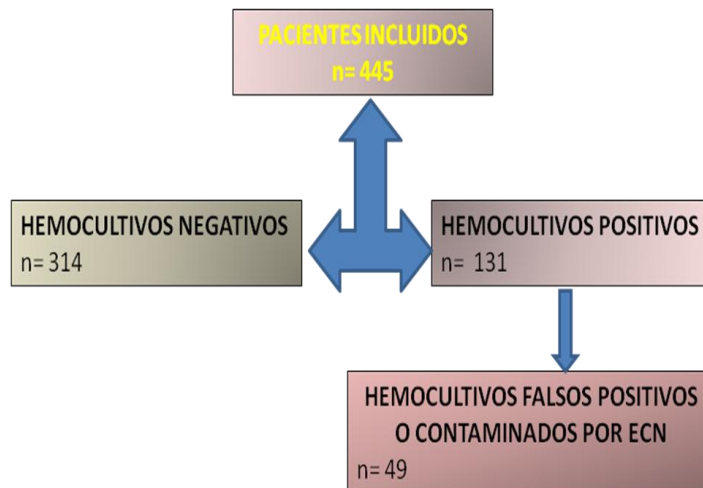 PACIENTES INCLUIDOS
n= 445
HEMOCULTIVOS NEGATIVOS
n= 314
HEMOCULTIVOS POSITIVOS
n= 131
HEMOCULTIVOS FALSOS POSITIVOS
O CONTAMINADOS POR ECN
n= 49